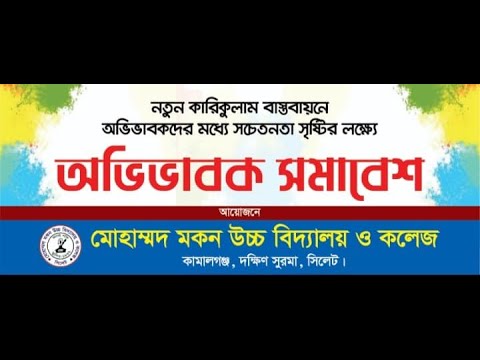 নতুন কারিকুলাম বাস্তবায়নে
অভিভাবকদের মধ্যে সচেতনতা সৃষ্টির লক্ষ্যে
অভিভাবক সমাবেশ
আয়োজনে
মোহাম্মদ মকন উচ্চ বিদ্যালয় ও কলেজ
কামালগঞ্জ, দক্ষিণ সুরমা, সিলেট।